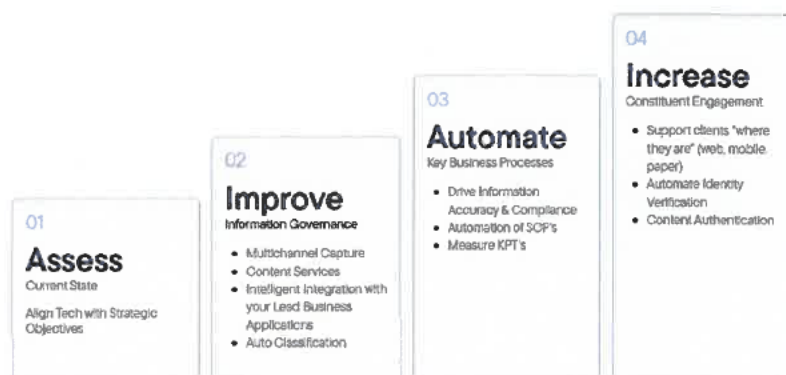 01
Assess
Current State
Align Tech with Strategic
Objectives
02
Improve
Information Governance
• Multichannel Capture
• Content Services
• Intelligent Integration with
your Lead Business
Applications
• Auto Classification
03
Automate
Key Business Processes
• Drive Information
Accuracy & Compliance
• Automation of SOP's
• Measure KPT's
04
Increase
Constituent Engagement
• Support clients "where
they are" (web, mobile,
paper)
• Automate Identity
Verification
• Content Authentication